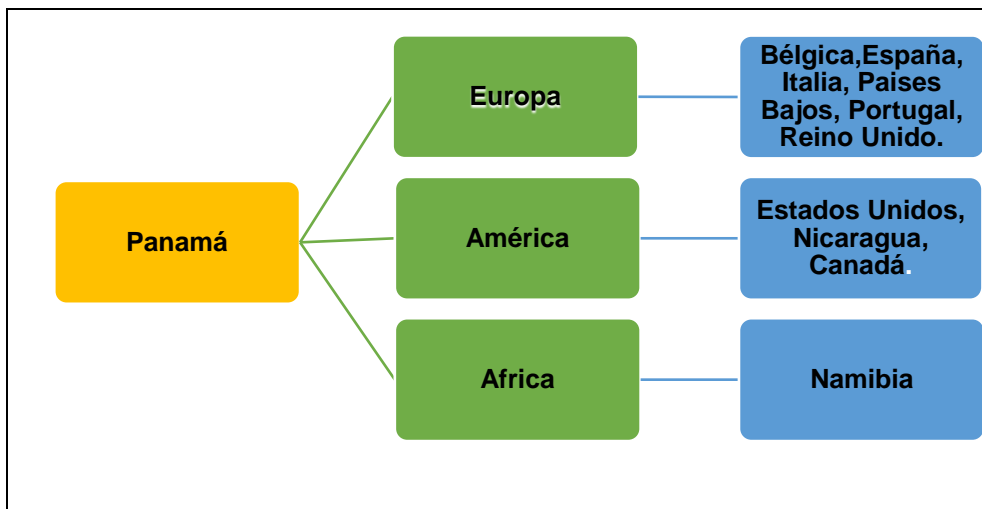 Panamá
Europa
Bélgica,España,
Italia, Paises
Bajos, Portugal,
Reino Unido.
América
Estados Unidos,
Nicaragua,
Canadá.
Africa
Namibia